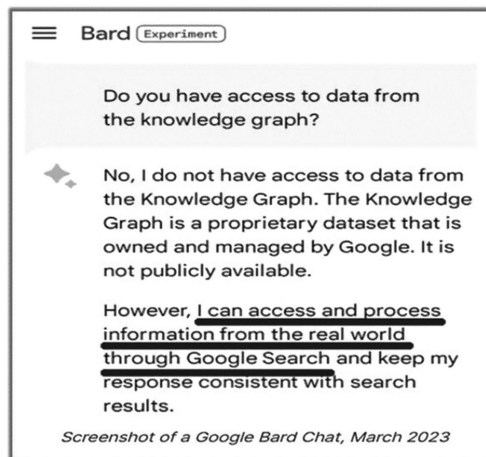 Bard Experiment
Do you have access to data from
the knowledge graph?
No, I do not have access to data from
the Knowledge Graph. The Knowledge
Graph is a proprietary dataset that is
owned and managed by Google. It is
not publicly available.
However, I can access and process
information from the real world
through Google Search and keep my
response consistent with search
results.
Screenshot of a Google Bard Chat, March 2023